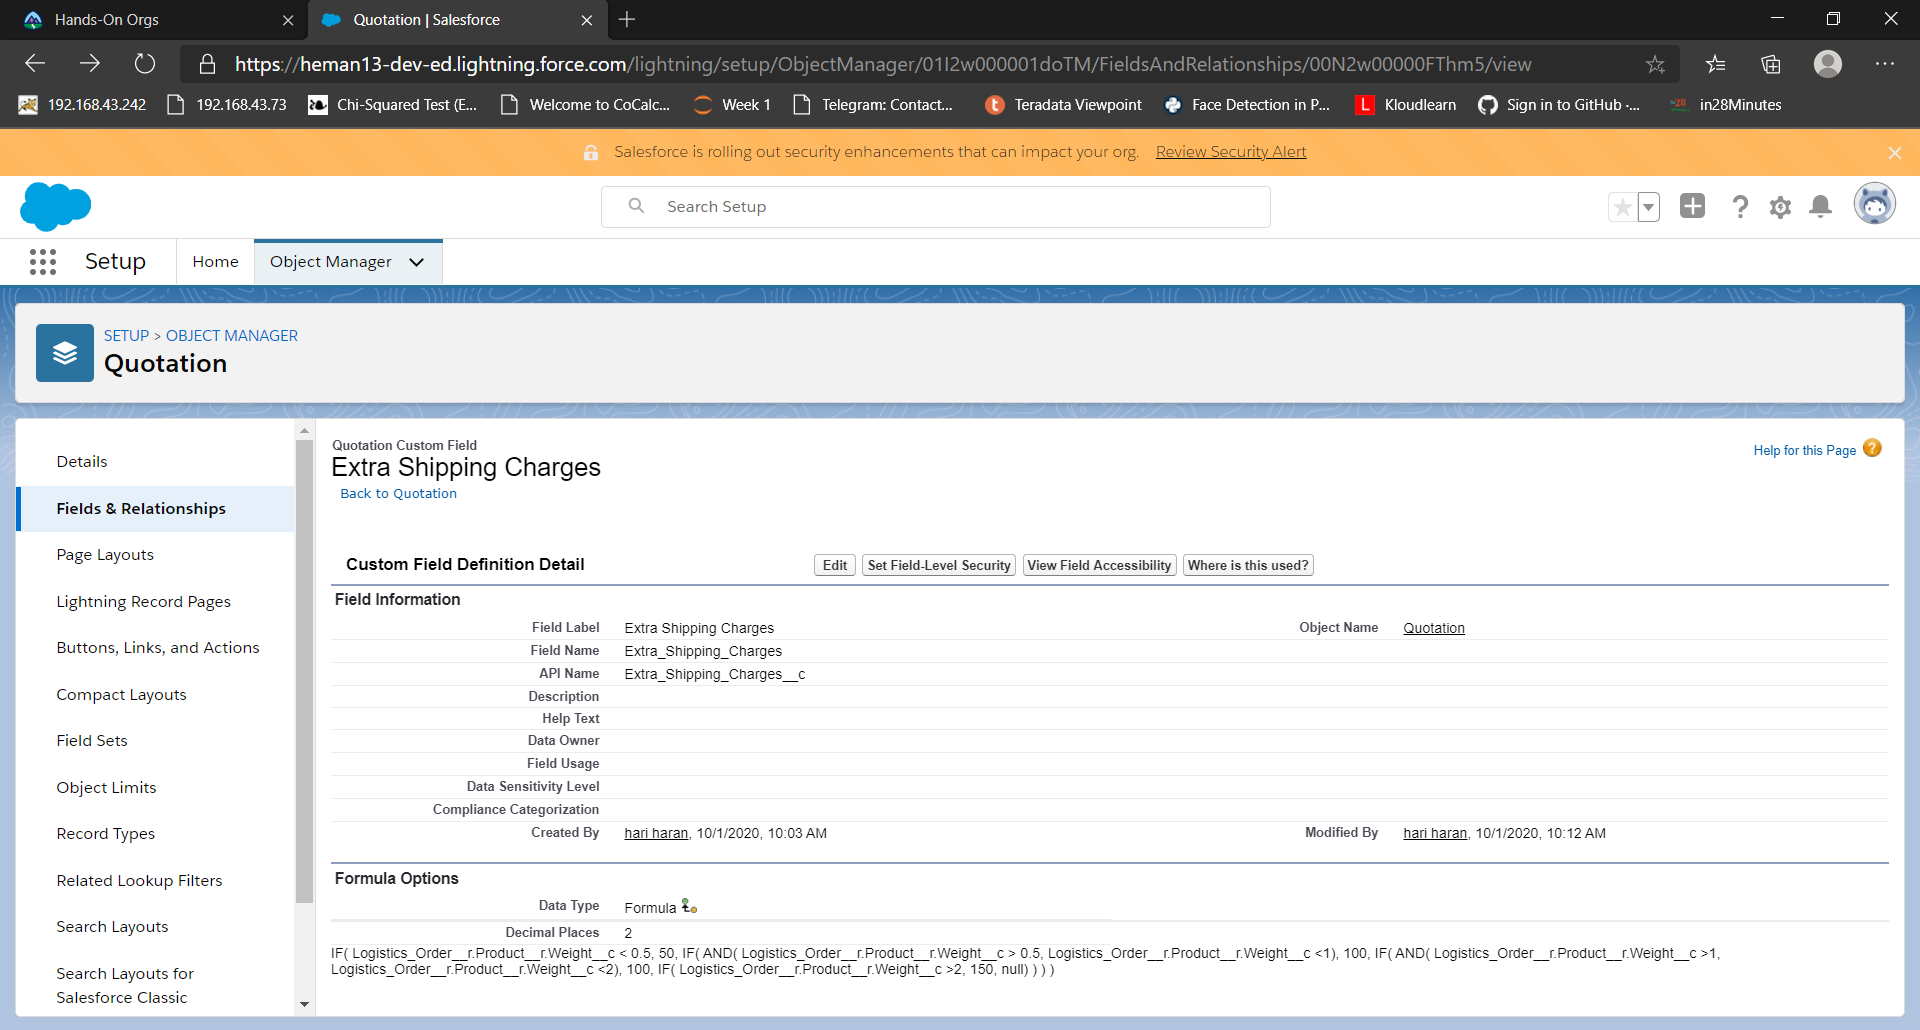 Hands-On Orgs
Quotation | Salesforce
https://heman13-dev-ed.lightning.force.com/lightning/setup/ObjectManager/01I2w000001doTM/FieldsAndRelationships/00N2w00000FThm5/view
192.168.43.242
192.168.43.73
Chi-Squared Test (E...
Welcome to CoCalc...
Week 1
Telegram: Contact...
Teradata Viewpoint
Face Detection in P...
L
Kloudlearn
Sign in to GitHub ·...
in28Minutes
Salesforce is rolling out security enhancements that can impact your org. Review Security Alert
Search Setup
Setup
Home
Object Manager
SETUP > OBJECT MANAGER
Quotation
Details
Fields & Relationships
Page Layouts
Lightning Record Pages
Buttons, Links, and Actions
Compact Layouts
Field Sets
Object Limits
Record Types
Related Lookup Filters
Search Layouts
Search Layouts for
Salesforce Classic
Quotation Custom Field
Extra Shipping Charges
Back to Quotation
Help for this Page ?
Custom Field Definition Detail
Edit
Set Field-Level Security
View Field Accessibility
Where is this used?
Field Information
Field Label Extra Shipping Charges
Object Name Quotation
Field Name Extra_Shipping_Charges
API Name Extra_Shipping_Charges__c
Description
Help Text
Data Owner
Field Usage
Data Sensitivity Level
Compliance Categorization
Created By hari haran, 10/1/2020, 10:03 AM
Modified By hari haran, 10/1/2020, 10:12 AM
Formula Options
Data Type Formula
Decimal Places 2
IF( Logistics_Order__r.Product__r.Weight__c < 0.5, 50, IF( AND( Logistics_Order__r.Product__r.Weight__c > 0.5, Logistics_Order__r.Product__r.Weight__c <1), 100, IF( AND( Logistics_Order__r.Product__r.Weight__c >1,
Logistics_Order__r.Product__r.Weight__c <2), 100, IF( Logistics_Order__r.Product__r.Weight__c >2, 150, null) ) ) )